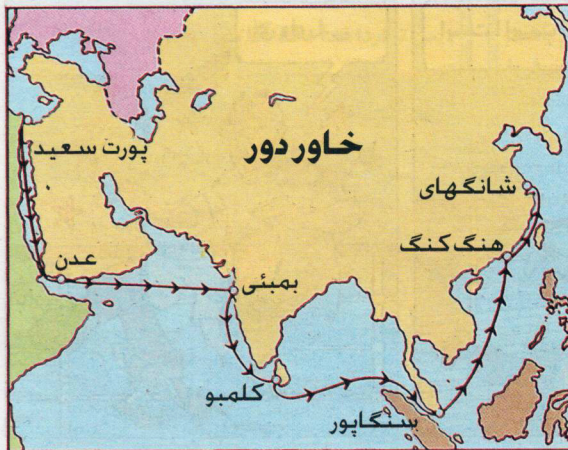 خاور دور
پورت سعید
شانگهای
هنگ کنگ
عدن
بمبئی
کلمبو
سنگاپور